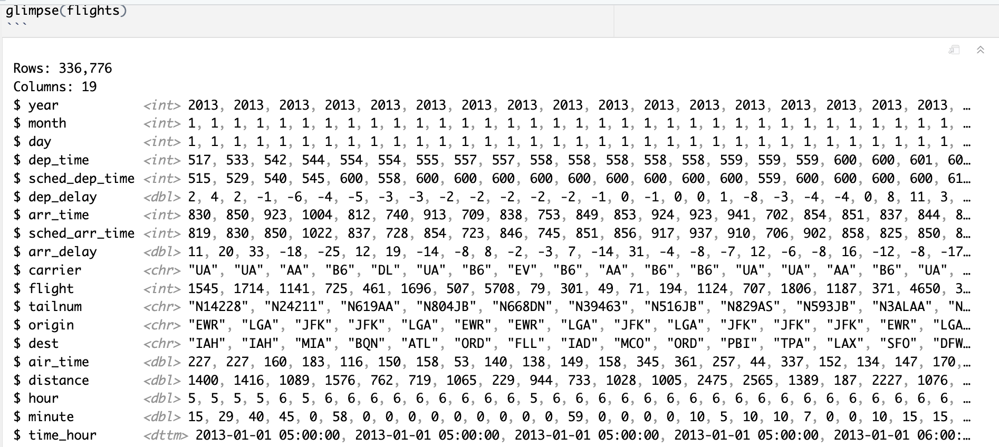 glimpse(flights)
```
Rows: 336,776
Columns: 19
$ year           <int> 2013, 2013, 2013, 2013, 2013, 2013, 2013, 2013, 2013, 2013, 2013, 2013, 2013, 2013, 2013, 2013, 2013, …
$ month          <int> 1, 1, 1, 1, 1, 1, 1, 1, 1, 1, 1, 1, 1, 1, 1, 1, 1, 1, 1, 1, 1, 1, 1, 1, 1, 1, 1, 1, 1, 1, 1, 1, 1, 1, …
$ day            <int> 1, 1, 1, 1, 1, 1, 1, 1, 1, 1, 1, 1, 1, 1, 1, 1, 1, 1, 1, 1, 1, 1, 1, 1, 1, 1, 1, 1, 1, 1, 1, 1, 1, 1, …
$ dep_time       <int> 517, 533, 542, 544, 554, 554, 555, 557, 557, 558, 558, 558, 558, 558, 559, 559, 559, 600, 600, 601, 60…
$ sched_dep_time <int> 515, 529, 540, 545, 600, 558, 600, 600, 600, 600, 600, 600, 600, 600, 600, 559, 600, 600, 600, 600, 61…
$ dep_delay      <dbl> 2, 4, 2, -1, -6, -4, -5, -3, -3, -2, -2, -2, -2, -2, -1, 0, -1, 0, 0, 1, -8, -3, -4, -4, 0, 8, 11, 3, …
$ arr_time       <int> 830, 850, 923, 1004, 812, 740, 913, 709, 838, 753, 849, 853, 924, 923, 941, 702, 854, 851, 837, 844, 8…
$ sched_arr_time <int> 819, 830, 850, 1022, 837, 728, 854, 723, 846, 745, 851, 856, 917, 937, 910, 706, 902, 858, 825, 850, 8…
$ arr_delay      <dbl> 11, 20, 33, -18, -25, 12, 19, -14, -8, 8, -2, -3, 7, -14, 31, -4, -8, -7, 12, -6, -8, 16, -12, -8, -17…
$ carrier        <chr> "UA", "UA", "AA", "B6", "DL", "UA", "B6", "EV", "B6", "AA", "B6", "B6", "UA", "UA", "AA", "B6", "UA", …
$ flight         <int> 1545, 1714, 1141, 725, 461, 1696, 507, 5708, 79, 301, 49, 71, 194, 1124, 707, 1806, 1187, 371, 4650, 3…
$ tailnum        <chr> "N14228", "N24211", "N619AA", "N804JB", "N668DN", "N39463", "N516JB", "N829AS", "N593JB", "N3ALAA", "N…
$ origin         <chr> "EWR", "LGA", "JFK", "JFK", "LGA", "EWR", "EWR", "LGA", "JFK", "LGA", "JFK", "JFK", "JFK", "EWR", "LGA…
$ dest           <chr> "IAH", "IAH", "MIA", "BQN", "ATL", "ORD", "FLL", "IAD", "MCO", "ORD", "PBI", "TPA", "LAX", "SFO", "DFW…
$ air_time       <dbl> 227, 227, 160, 183, 116, 150, 158, 53, 140, 138, 149, 158, 345, 361, 257, 44, 337, 152, 134, 147, 170,…
$ distance       <dbl> 1400, 1416, 1089, 1576, 762, 719, 1065, 229, 944, 733, 1028, 1005, 2475, 2565, 1389, 187, 2227, 1076, …
$ hour           <dbl> 5, 5, 5, 5, 6, 5, 6, 6, 6, 6, 6, 6, 6, 6, 6, 5, 6, 6, 6, 6, 6, 6, 6, 6, 6, 6, 6, 6, 6, 6, 6, 6, 6, 6, …
$ minute         <dbl> 15, 29, 40, 45, 0, 58, 0, 0, 0, 0, 0, 0, 0, 0, 0, 59, 0, 0, 0, 0, 10, 5, 10, 10, 7, 0, 0, 10, 15, 15, …
$ time_hour      <dttm> 2013-01-01 05:00:00, 2013-01-01 05:00:00, 2013-01-01 05:00:00, 2013-01-01 05:00:00, 2013-01-01 06:00:…